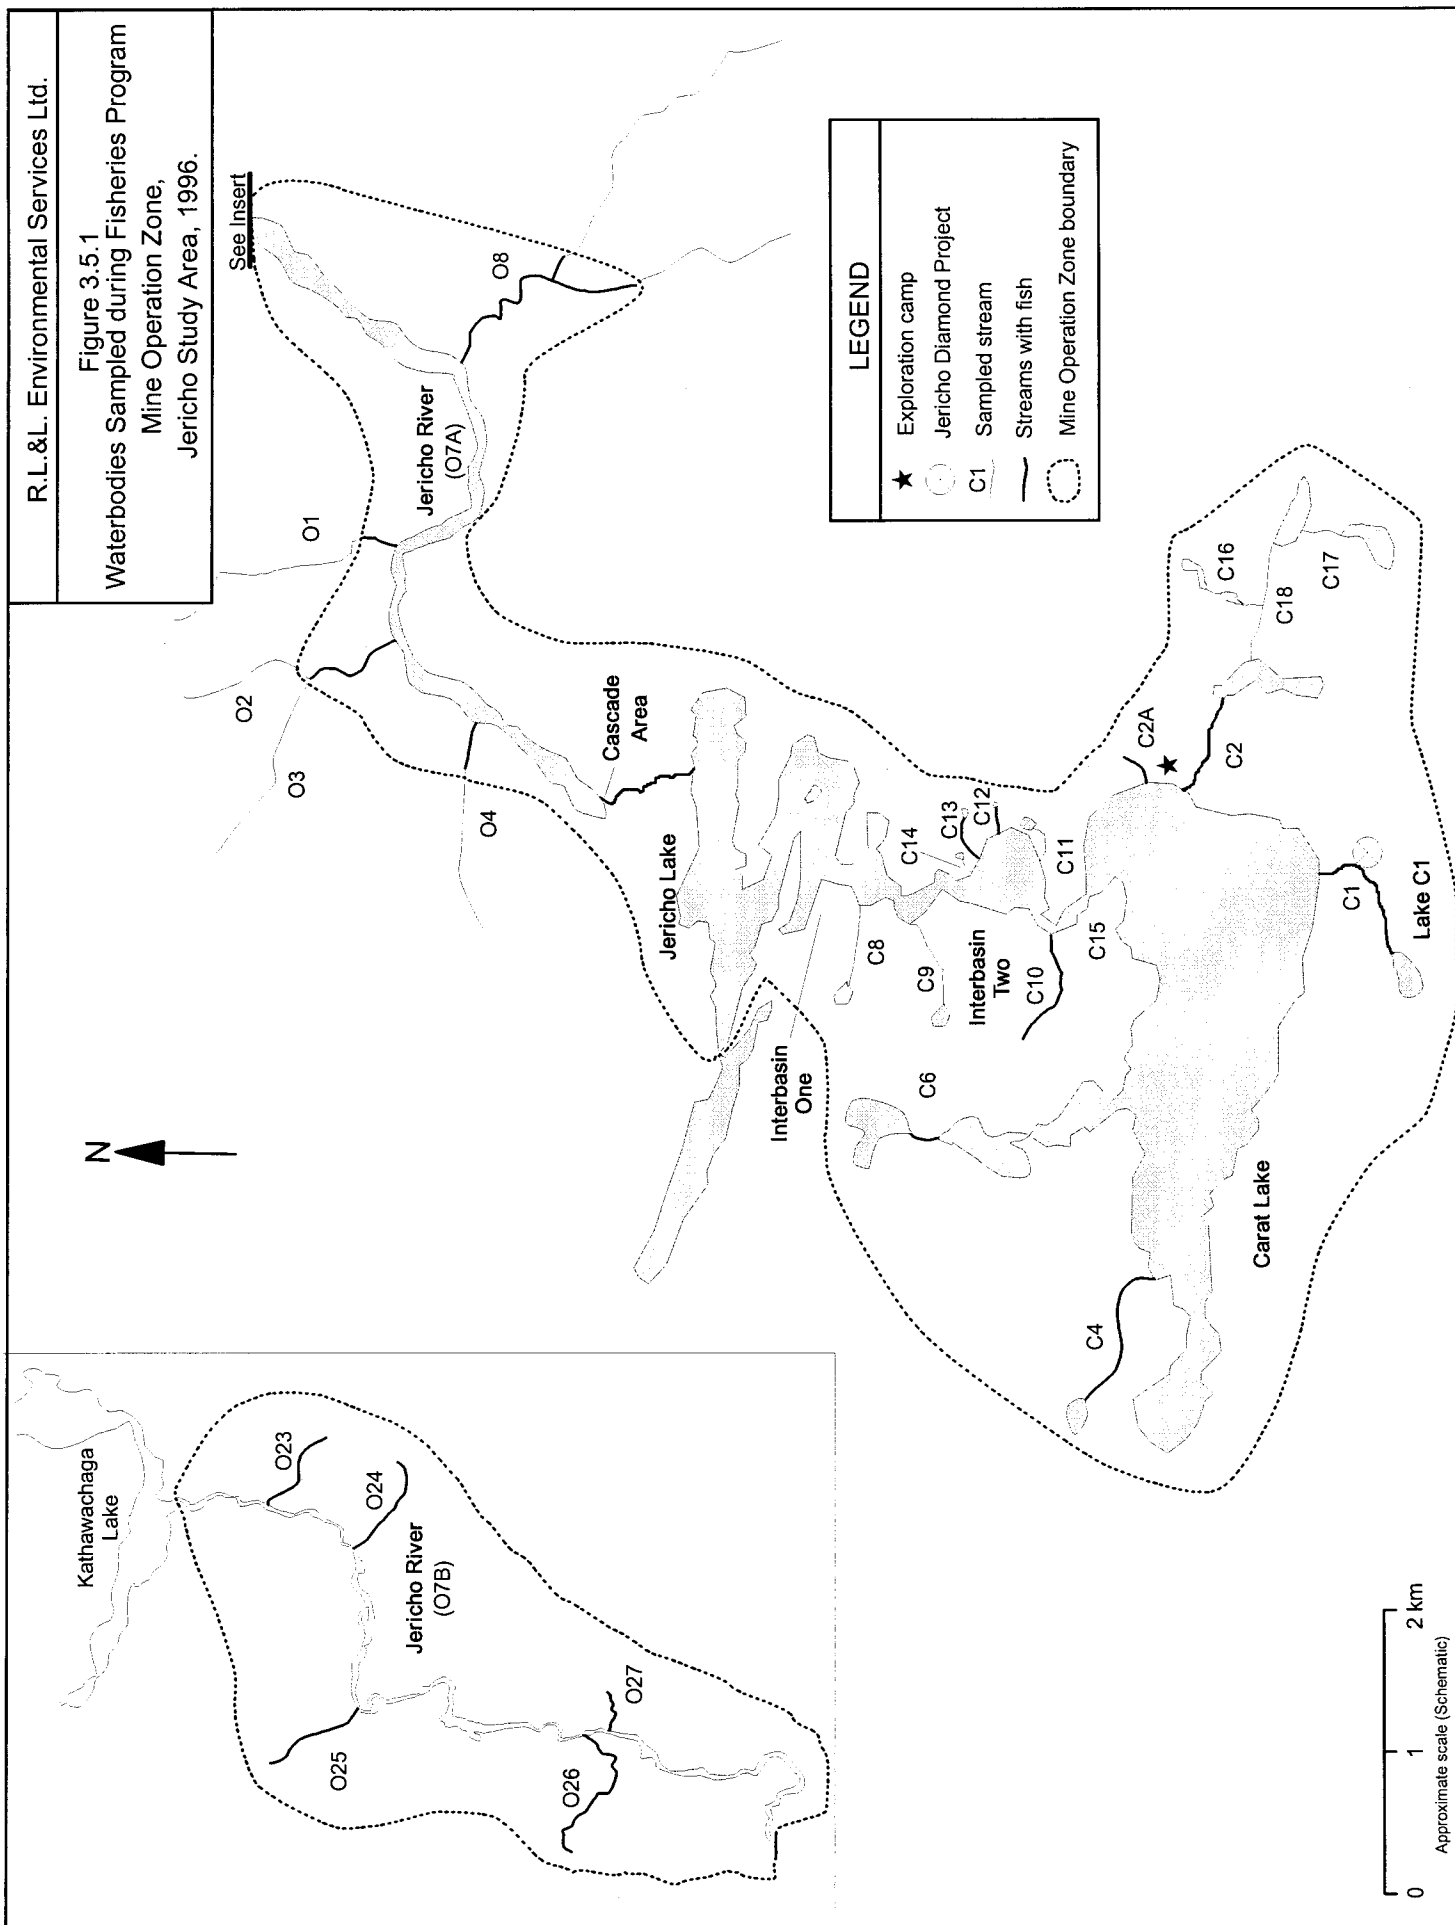 R.L.&L. Environmental Services Ltd.
Figure 3.5.1
Waterbodies Sampled during Fisheries Program
Mine Operation Zone,
Jericho Study Area, 1996.
See Insert
N
Kathawachaga
Lake
O23
O24
Jericho River
(O7B)
O25
O26
O27
O1
O2
O3
O4
O8
Jericho River
(O7A)
Cascade
Area
Jericho Lake
Interbasin
One
C14
C13
C12
C11
C8
C9
Interbasin
Two
C10
C15
C6
C2A
C2
C16
C18
C17
C4
Carat Lake
C1
Lake C1
LEGEND
Exploration camp
Jericho Diamond Project
C1 Sampled stream
Streams with fish
Mine Operation Zone boundary
0 1 2 km
Approximate scale (Schematic)